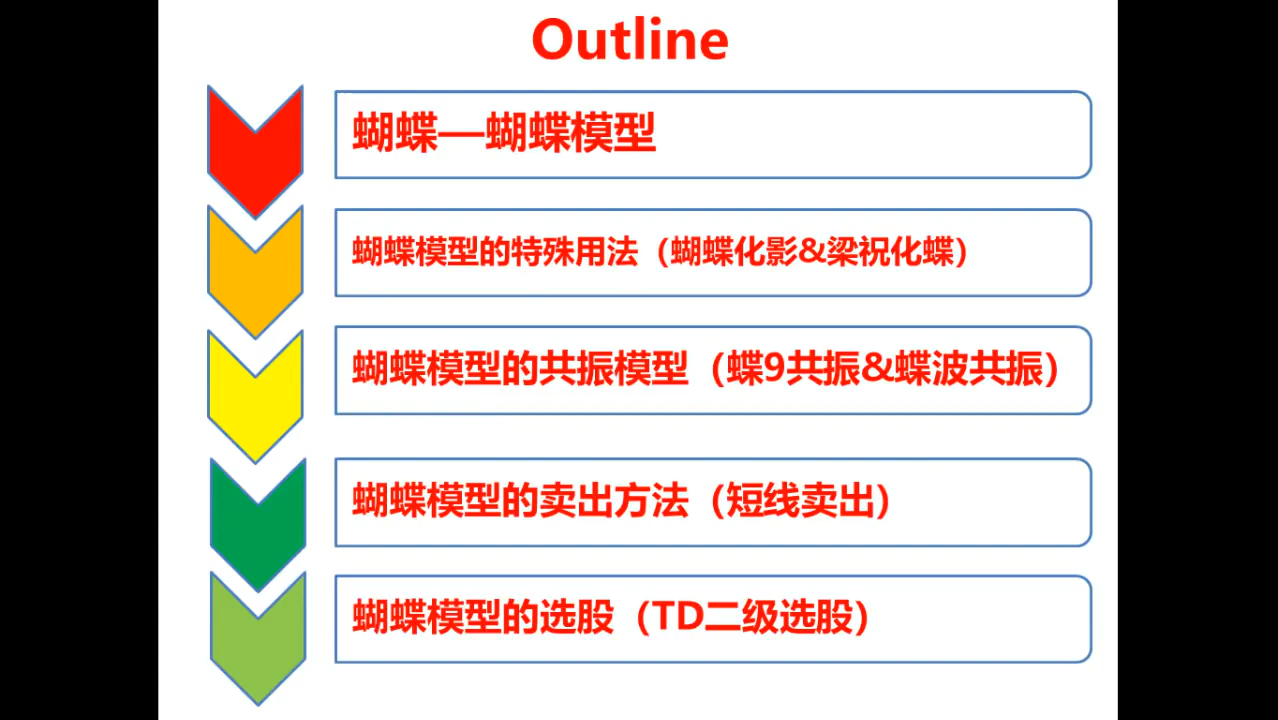 Outline
蝴蝶—蝴蝶模型
蝴蝶模型的特殊用法（蝴蝶化影&梁祝化蝶）
蝴蝶模型的共振模型（蝶9共振&蝶波共振）
蝴蝶模型的卖出方法（短线卖出）
蝴蝶模型的选股（TD二级选股）